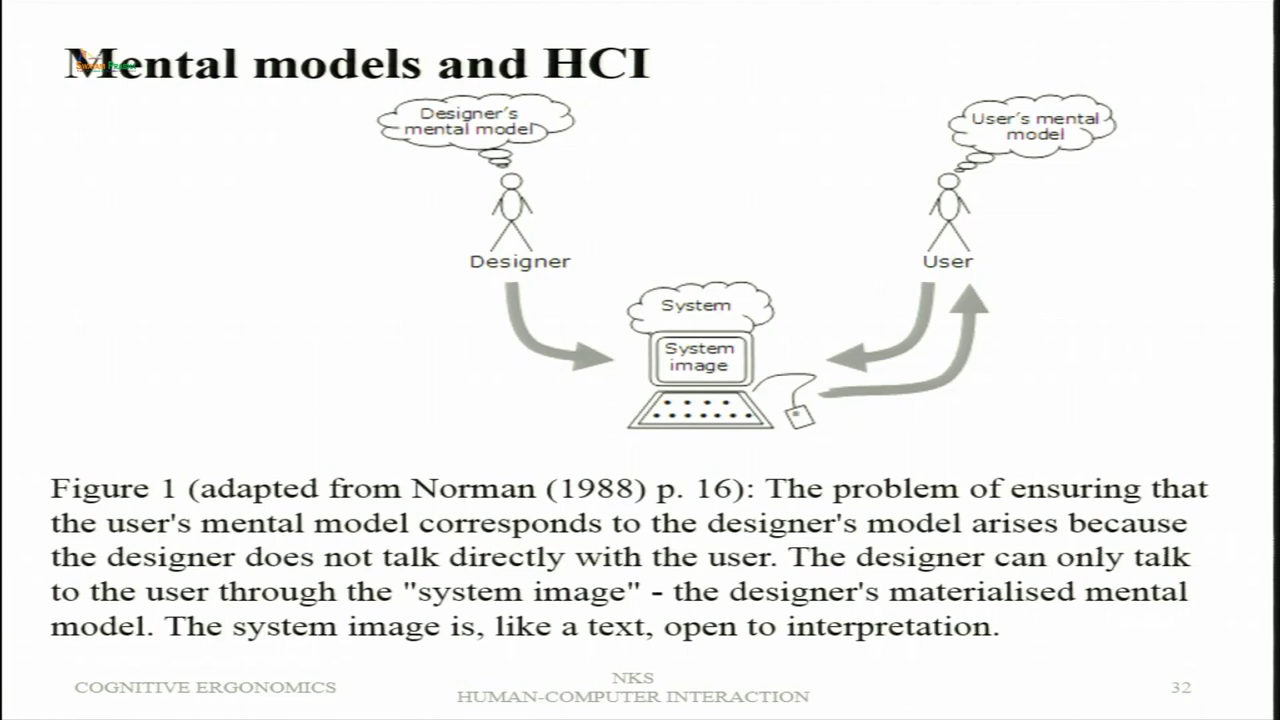 Mental models and HCI
SWAYAM PRABHA
Designer's
mental model
User's mental
model
Designer
User
System
System
image
Figure 1 (adapted from Norman (1988) p. 16): The problem of ensuring that
the user's mental model corresponds to the designer's model arises because
the designer does not talk directly with the user. The designer can only talk
to the user through the "system image" - the designer's materialised mental
model. The system image is, like a text, open to interpretation.
COGNITIVE ERGONOMICS
NKS
HUMAN-COMPUTER INTERACTION
32